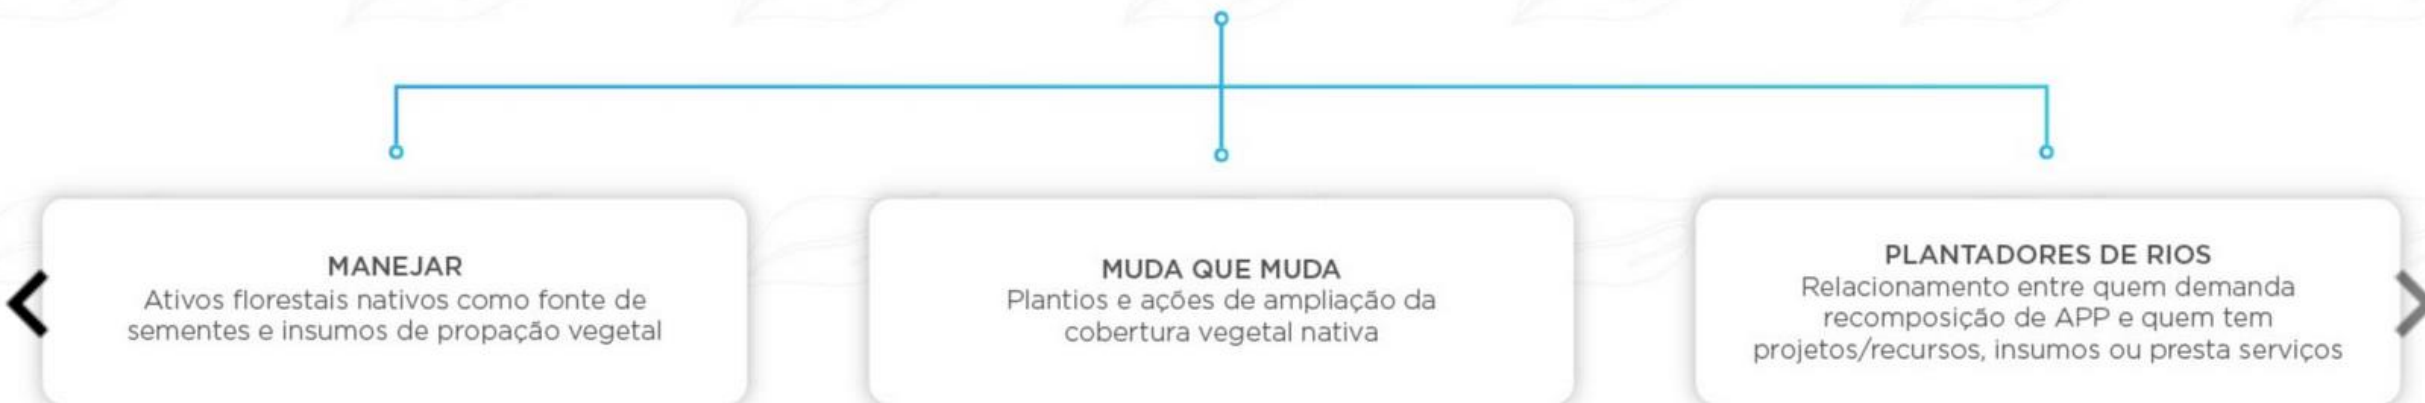 MANEJAR
Ativos florestais nativos como fonte de
sementes e insumos de propação vegetal
MUDA QUE MUDA
Plantios e ações de ampliação da
cobertura vegetal nativa
PLANTADORES DE RIOS
Relacionamento entre quem demanda
recomposição de APP e quem tem
projetos/recursos, insumos ou presta serviços